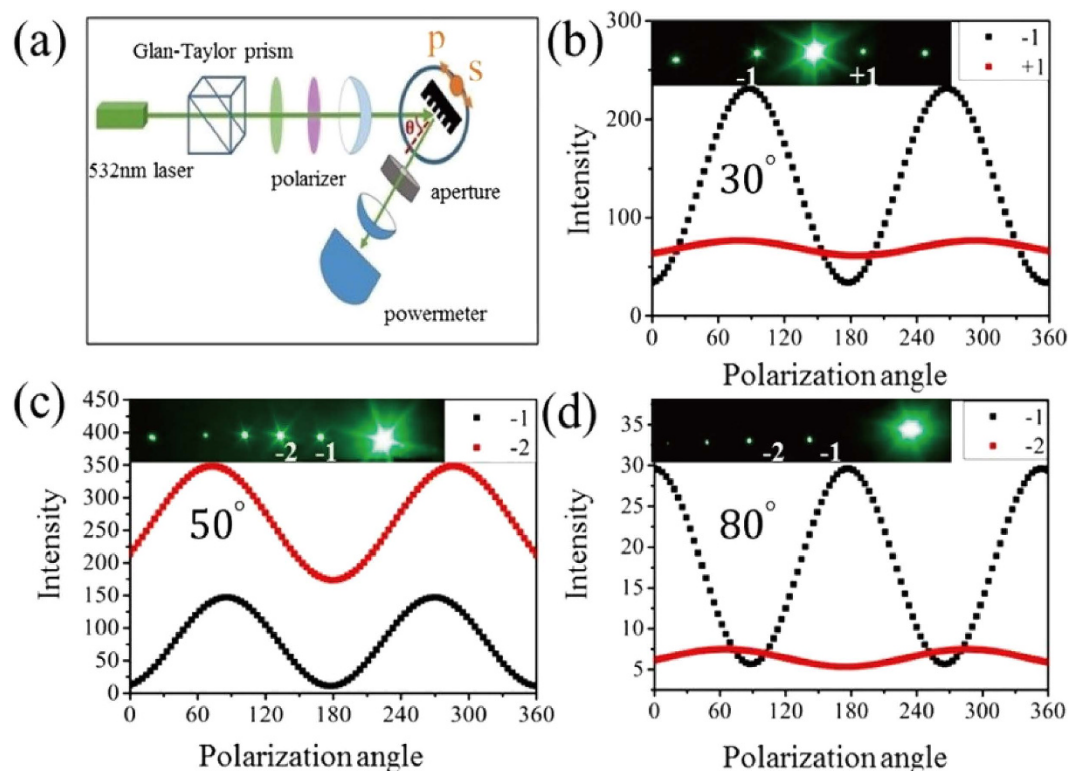 (a)
Glan-Taylor prism
p
s
θ
532nm laser
polarizer
aperture
powermeter
(b)
Intensity
300
200
100
0
-1
+1
-1
+1
30°
0 60 120 180 240 300 360
Polarization angle
(c)
Intensity
450
400
350
300
250
200
150
100
50
0
-2 -1
-1
-2
50°
0 60 120 180 240 300 360
Polarization angle
(d)
Intensity
35
30
25
20
15
10
5
-2 -1
-1
-2
80°
0 60 120 180 240 300 360
Polarization angle